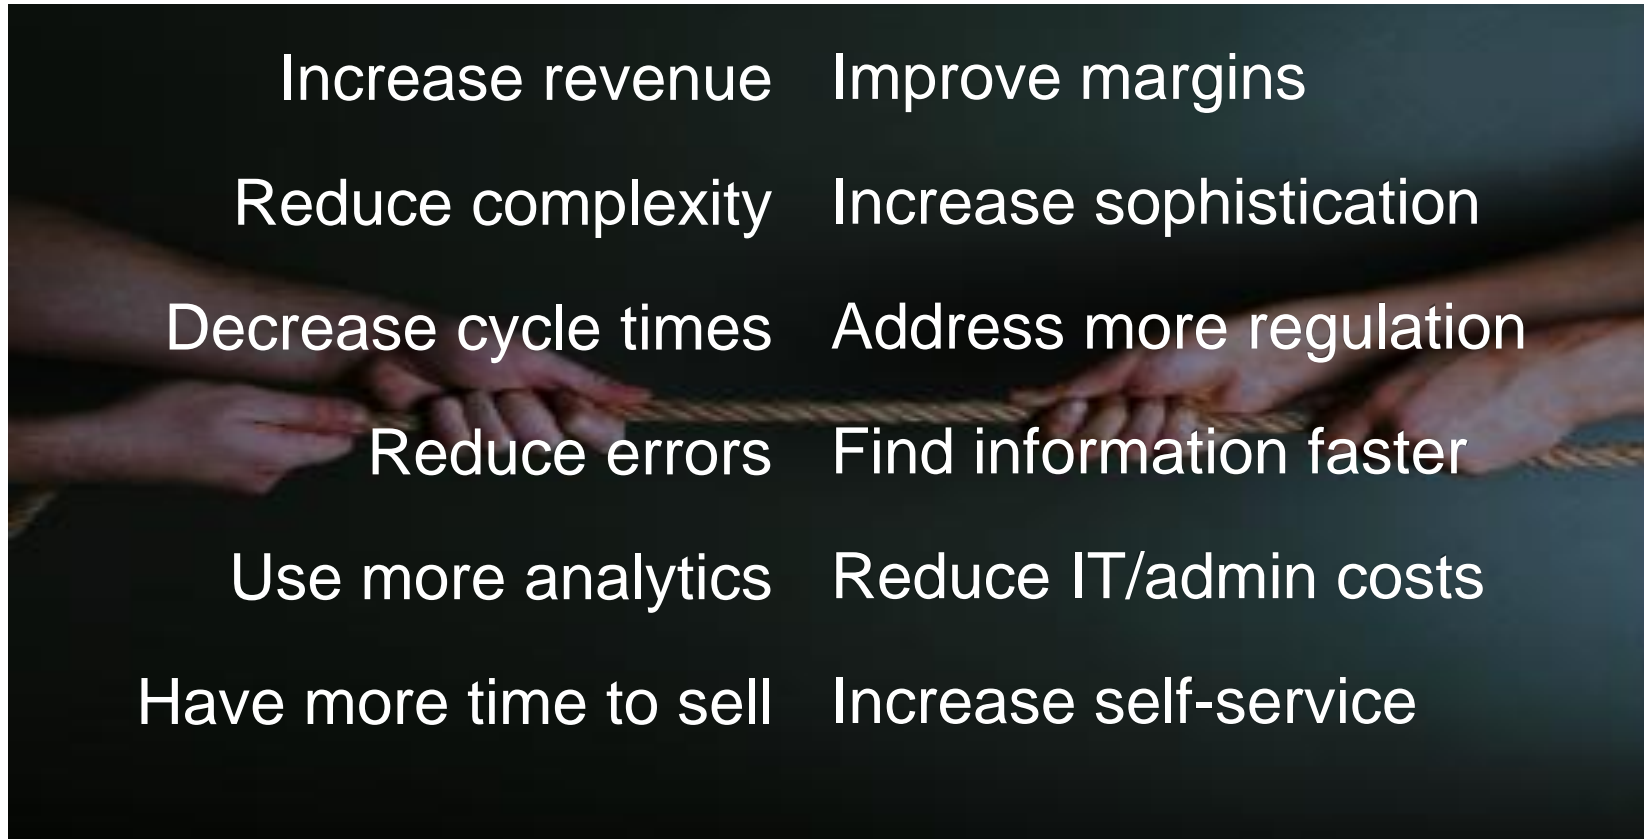 Increase revenue Improve margins
Reduce complexity Increase sophistication
Decrease cycle times Address more regulation
Reduce errors Find information faster
Use more analytics Reduce IT/admin costs
Have more time to sell Increase self-service